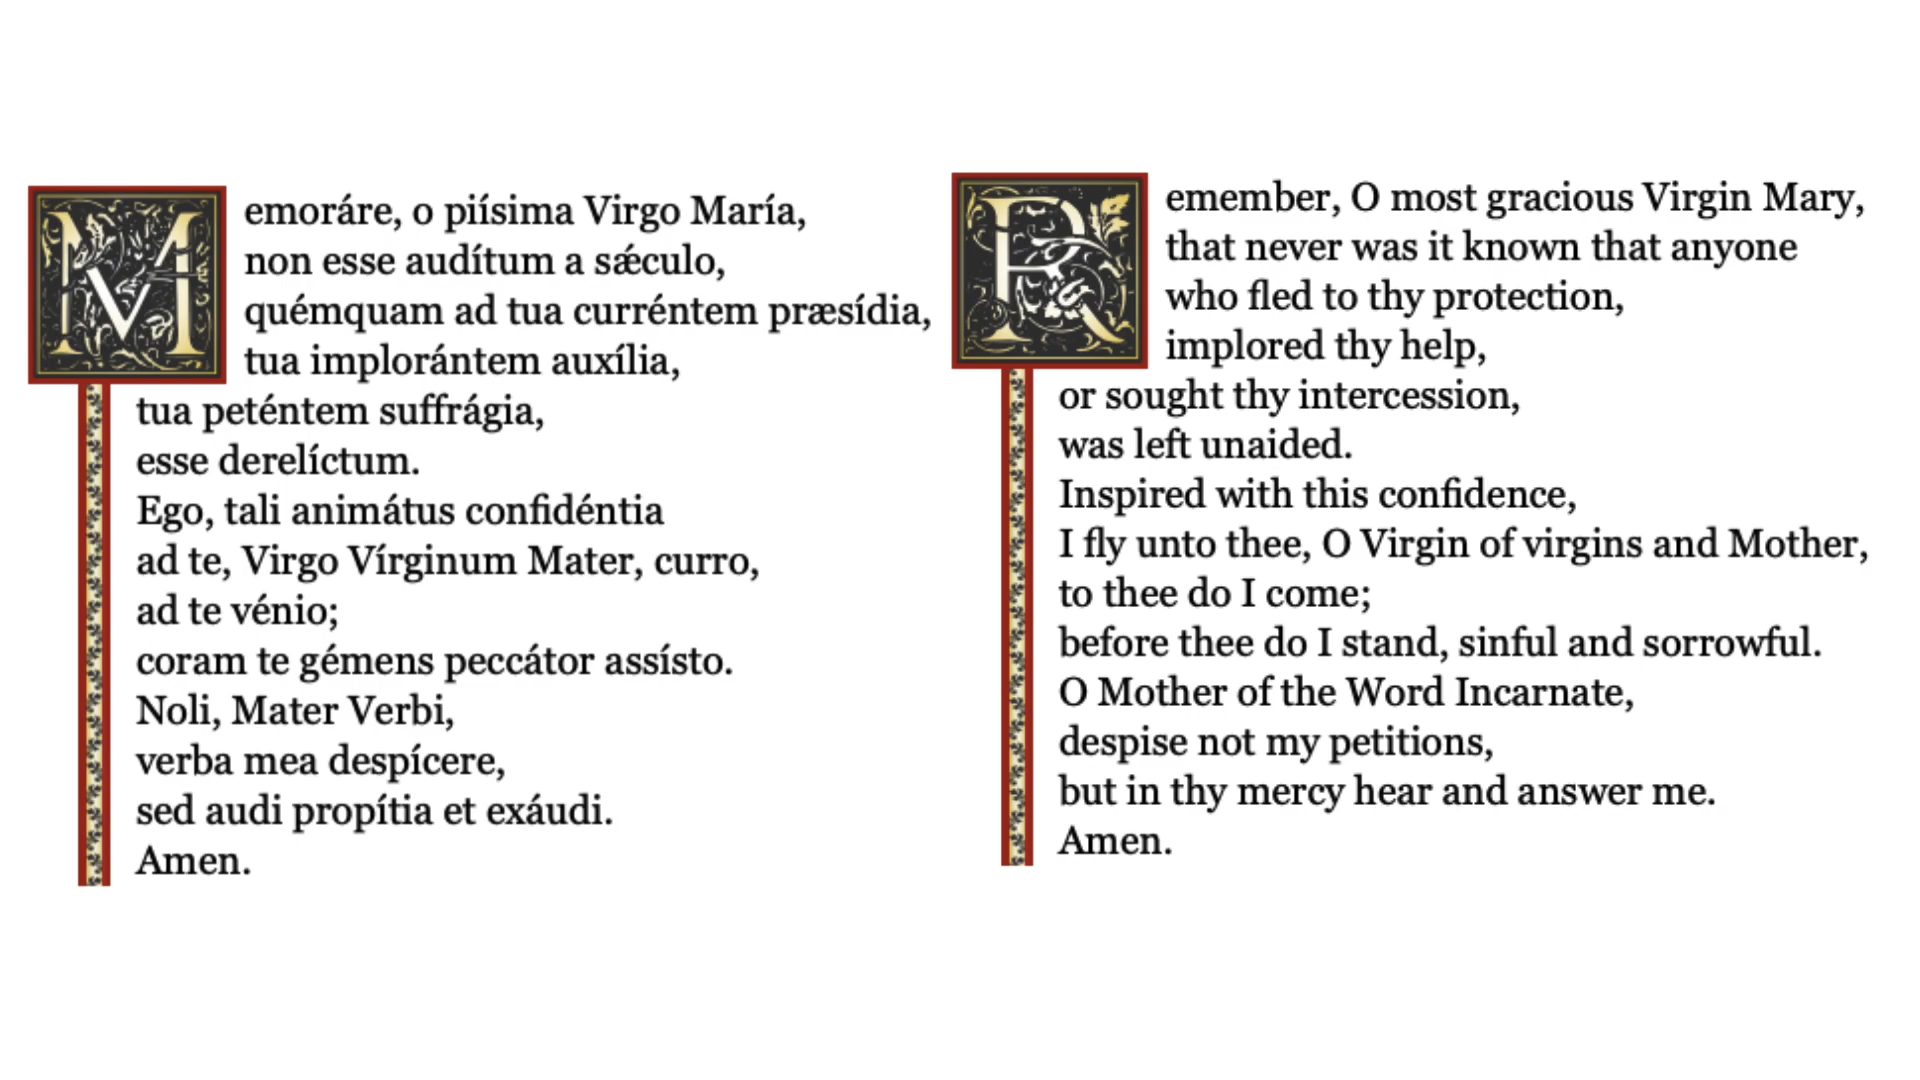 Memoráre, o piísima Virgo María,
non esse audítum a sǽculo,
quémquam ad tua curréntem præsídia,
tua implorántem auxília,
tua peténtem suffrágia,
esse derelíctum.
Ego, tali animátus confidéntia
ad te, Virgo Vírginum Mater, curro,
ad te vénio;
coram te gémens peccátor assísto.
Noli, Mater Verbi,
verba mea despícere,
sed audi propítia et exáudi.
Amen.
Remember, O most gracious Virgin Mary,
that never was it known that anyone
who fled to thy protection,
implored thy help,
or sought thy intercession,
was left unaided.
Inspired with this confidence,
I fly unto thee, O Virgin of virgins and Mother,
to thee do I come;
before thee do I stand, sinful and sorrowful.
O Mother of the Word Incarnate,
despise not my petitions,
but in thy mercy hear and answer me.
Amen.